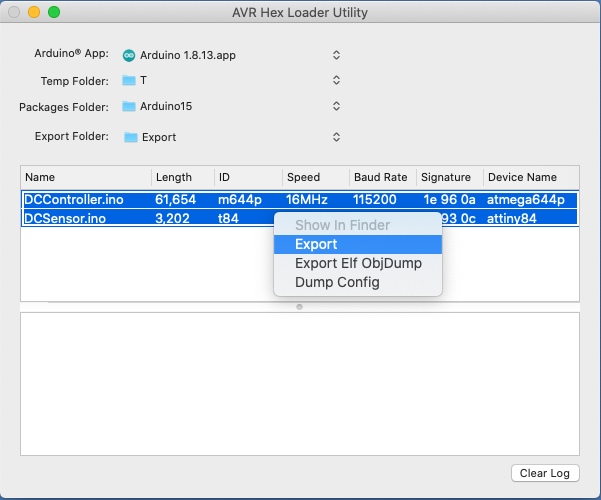 AVR Hex Loader Utility
Arduino® App: Arduino 1.8.13.app
Temp Folder: T
Packages Folder: Arduino15
Export Folder: Export
Name Length ID Speed Baud Rate Signature Device Name
DCController.ino 61,654 m644p 16MHz 115200 1e 96 0a atmega644p
DCSensor.ino 3,202 t84 93 0c attiny84
Show In Finder
Export
Export Elf ObjDump
Dump Config
Clear Log